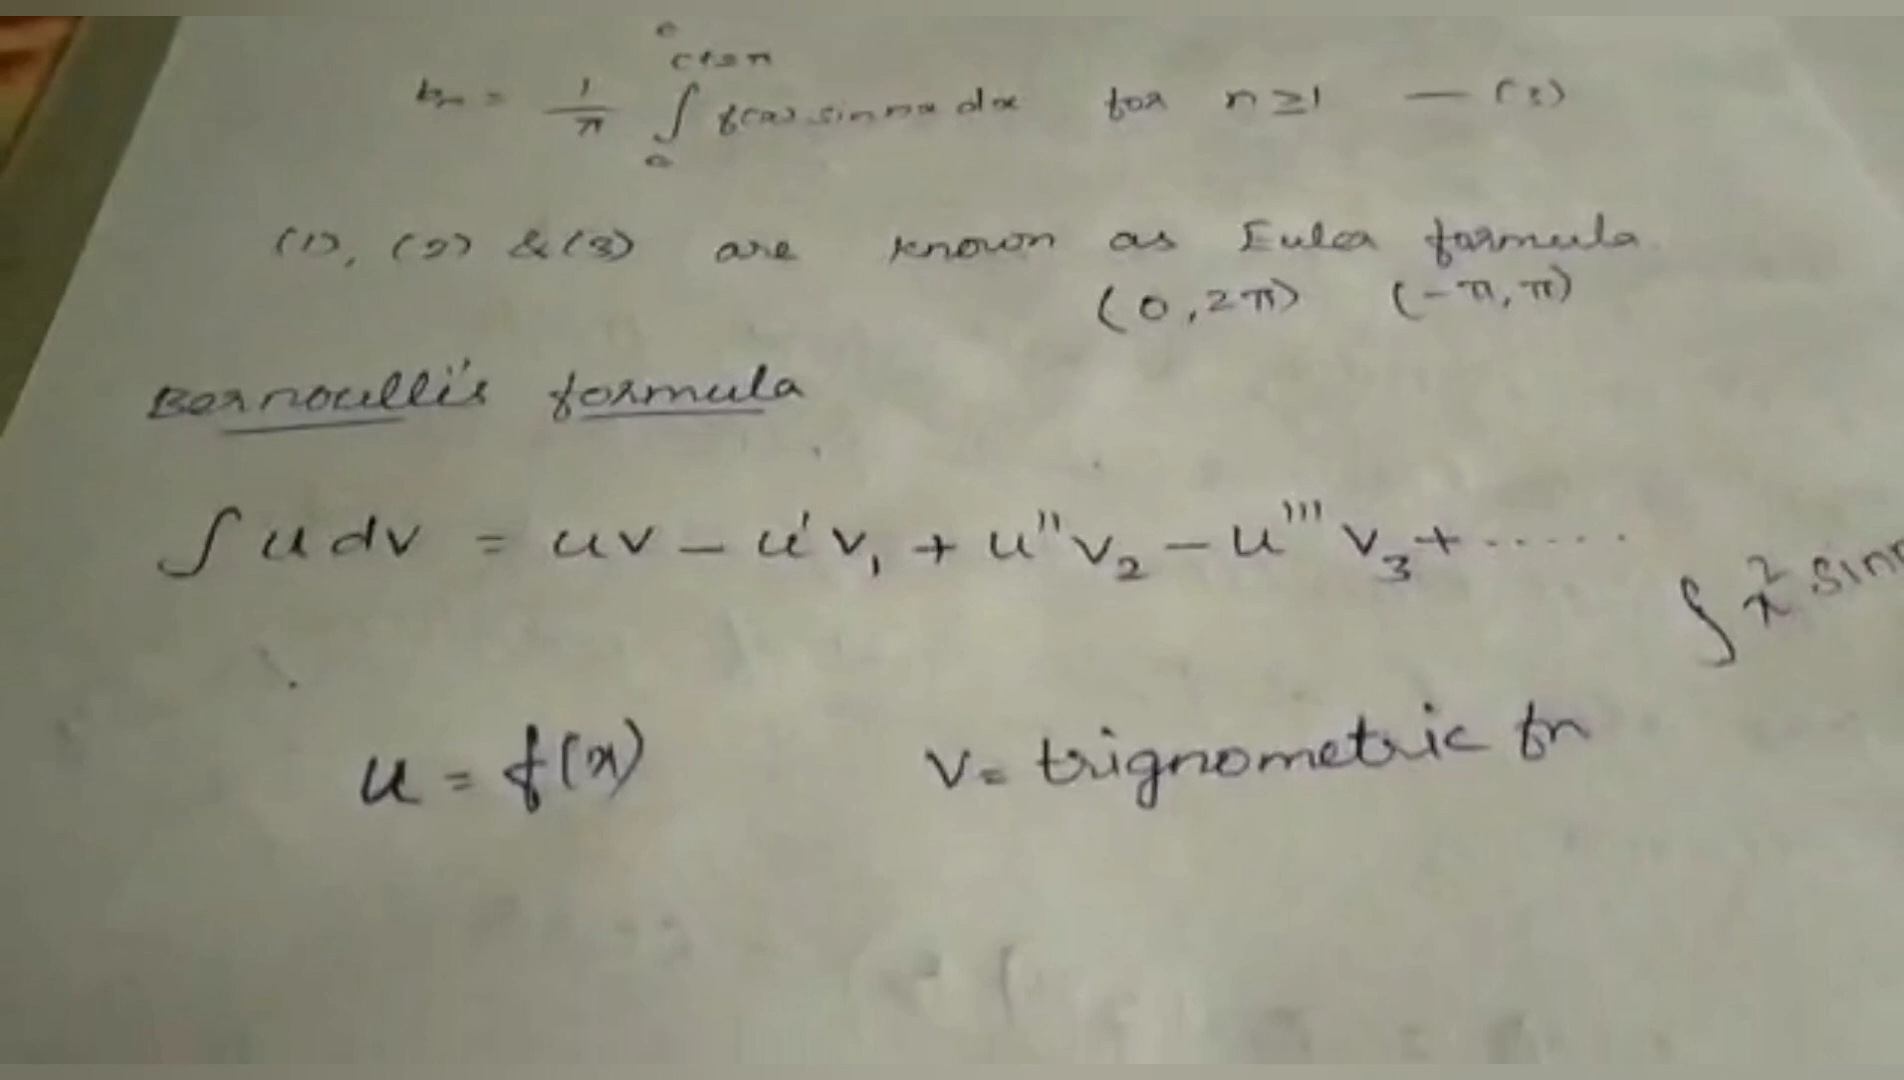 c+2π
bn = 1/π ∫ f(x) sin nx dx for n ≥ 1 — (3)
c
(1), (2) & (3) are known as Euler formula
(0, 2π) (-π, π)
Bernoulli's formula
∫ u dv = uv - u'v₁ + u''v₂ - u'''v₃ + ......
∫ x² sin
u = f(x) v = trignometric fn